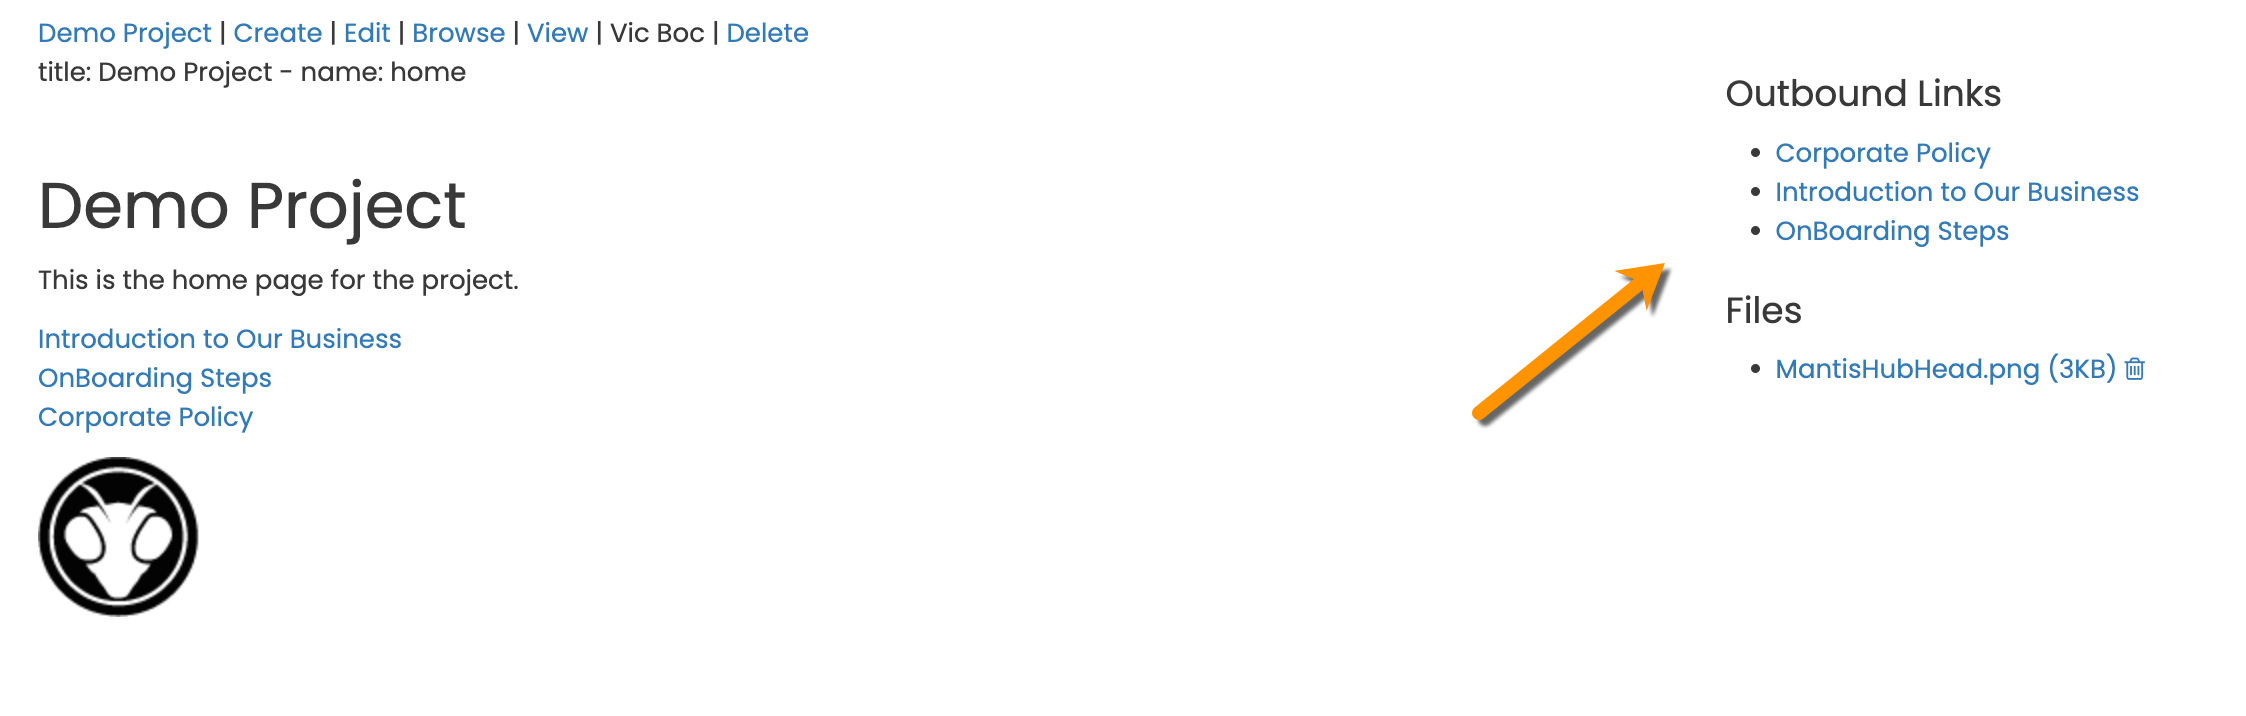 Demo Project | Create | Edit | Browse | View | Vic Boc | Delete
title: Demo Project - name: home
Demo Project
This is the home page for the project.
Introduction to Our Business
OnBoarding Steps
Corporate Policy
Outbound Links
• Corporate Policy
• Introduction to Our Business
• OnBoarding Steps
Files
• MantisHubHead.png (3KB)